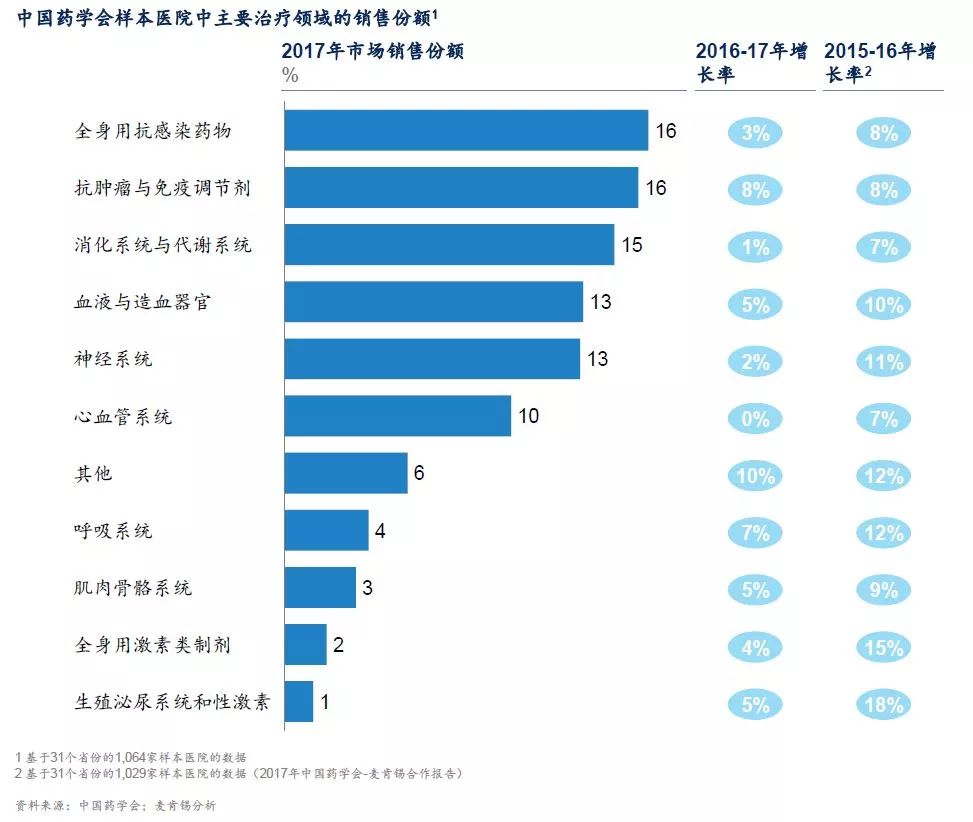 中国药学会样本医院中主要治疗领域的销售份额1
2017年市场销售份额
%
2016-17年增
长率
2015-16年增
长率2
全身用抗感染药物 16 3% 8%
抗肿瘤与免疫调节剂 16 8% 8%
消化系统与代谢系统 15 1% 7%
血液与造血器官 13 5% 10%
神经系统 13 2% 11%
心血管系统 10 0% 7%
其他 6 10% 12%
呼吸系统 4 7% 12%
肌肉骨骼系统 3 5% 9%
全身用激素类制剂 2 4% 15%
生殖泌尿系统和性激素 1 5% 18%
1 基于31个省份的1,064家样本医院的数据
2 基于31个省份的1,029家样本医院的数据（2017年中国药学会-麦肯锡合作报告）
资料来源：中国药学会；麦肯锡分析